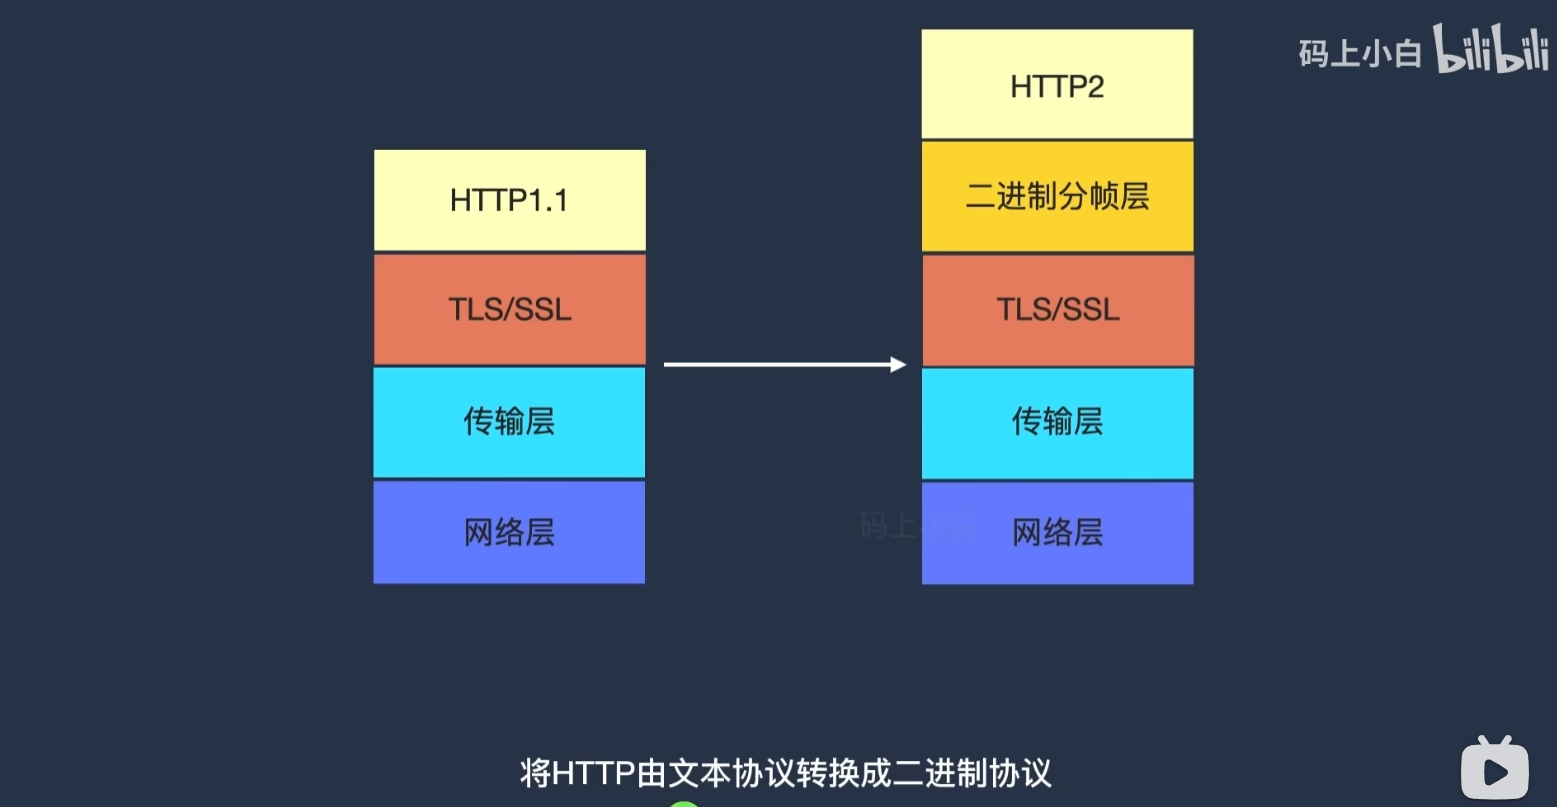 码上小白 bilibili
HTTP1.1
TLS/SSL
传输层
网络层
HTTP2
二进制分帧层
TLS/SSL
传输层
网络层
码上小白
将HTTP由文本协议转换成二进制协议